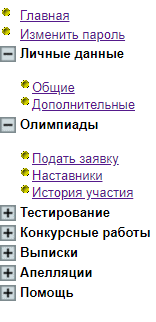 Главная
Изменить пароль
Личные данные
Общие
Дополнительные
Олимпиады
Подать заявку
Наставники
История участия
Тестирование
Конкурсные работы
Выписки
Апелляции
Помощь